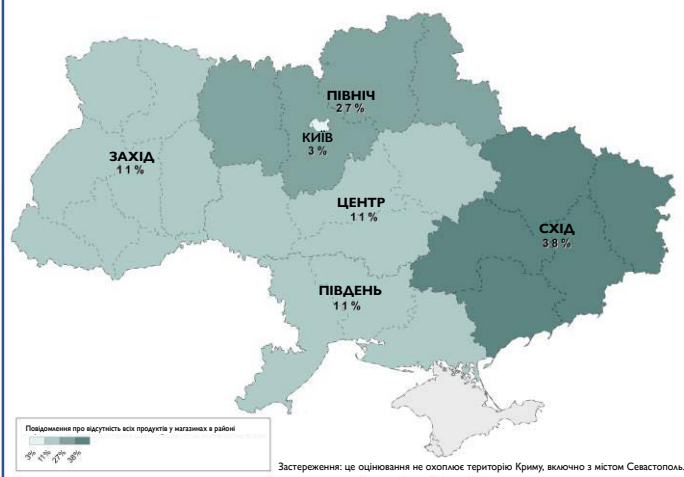 ПІВНІЧ
27%
КИЇВ
3%
ЗАХІД
11%
ЦЕНТР
11%
СХІД
38%
ПІВДЕНЬ
11%
Повідомлення про відсутність всіх продуктів у магазинах в районі
3% 11% 27% 38%
Застереження: це оцінювання не охоплює територію Криму, включно з містом Севастополь.